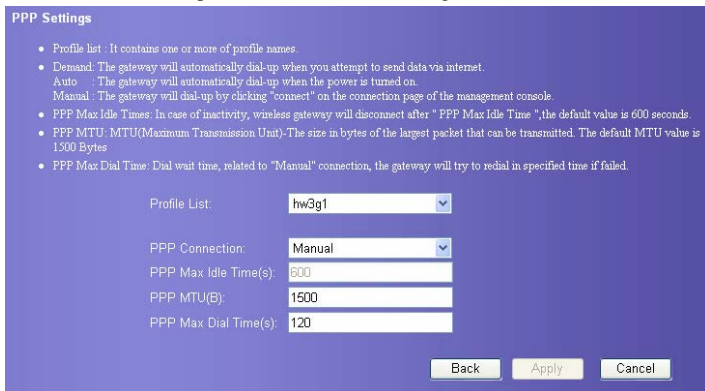 PPP Settings
Profile list : It contains one or more of profile names.
Demand: The gateway will automatically dial-up when you attempt to send data via internet.
Auto : The gateway will automatically dial-up when the power is turned on.
Manual : The gateway will dial-up by clicking "connect" on the connection page of the management console.
PPP Max Idle Times: In case of inactivity, wireless gateway will disconnect after " PPP Max Idle Time ",the default value is 600 seconds.
PPP MTU: MTU(Maximum Transmission Unit)-The size in bytes of the largest packet that can be transmitted. The default MTU value is
1500 Bytes
PPP Max Dial Time: Dial wait time, related to "Manual" connection, the gateway will try to redial in specified time if failed.
Profile List: hw3g1
PPP Connection: Manual
PPP Max Idle Time(s): 600
PPP MTU(B): 1500
PPP Max Dial Time(s): 120
Back Apply Cancel